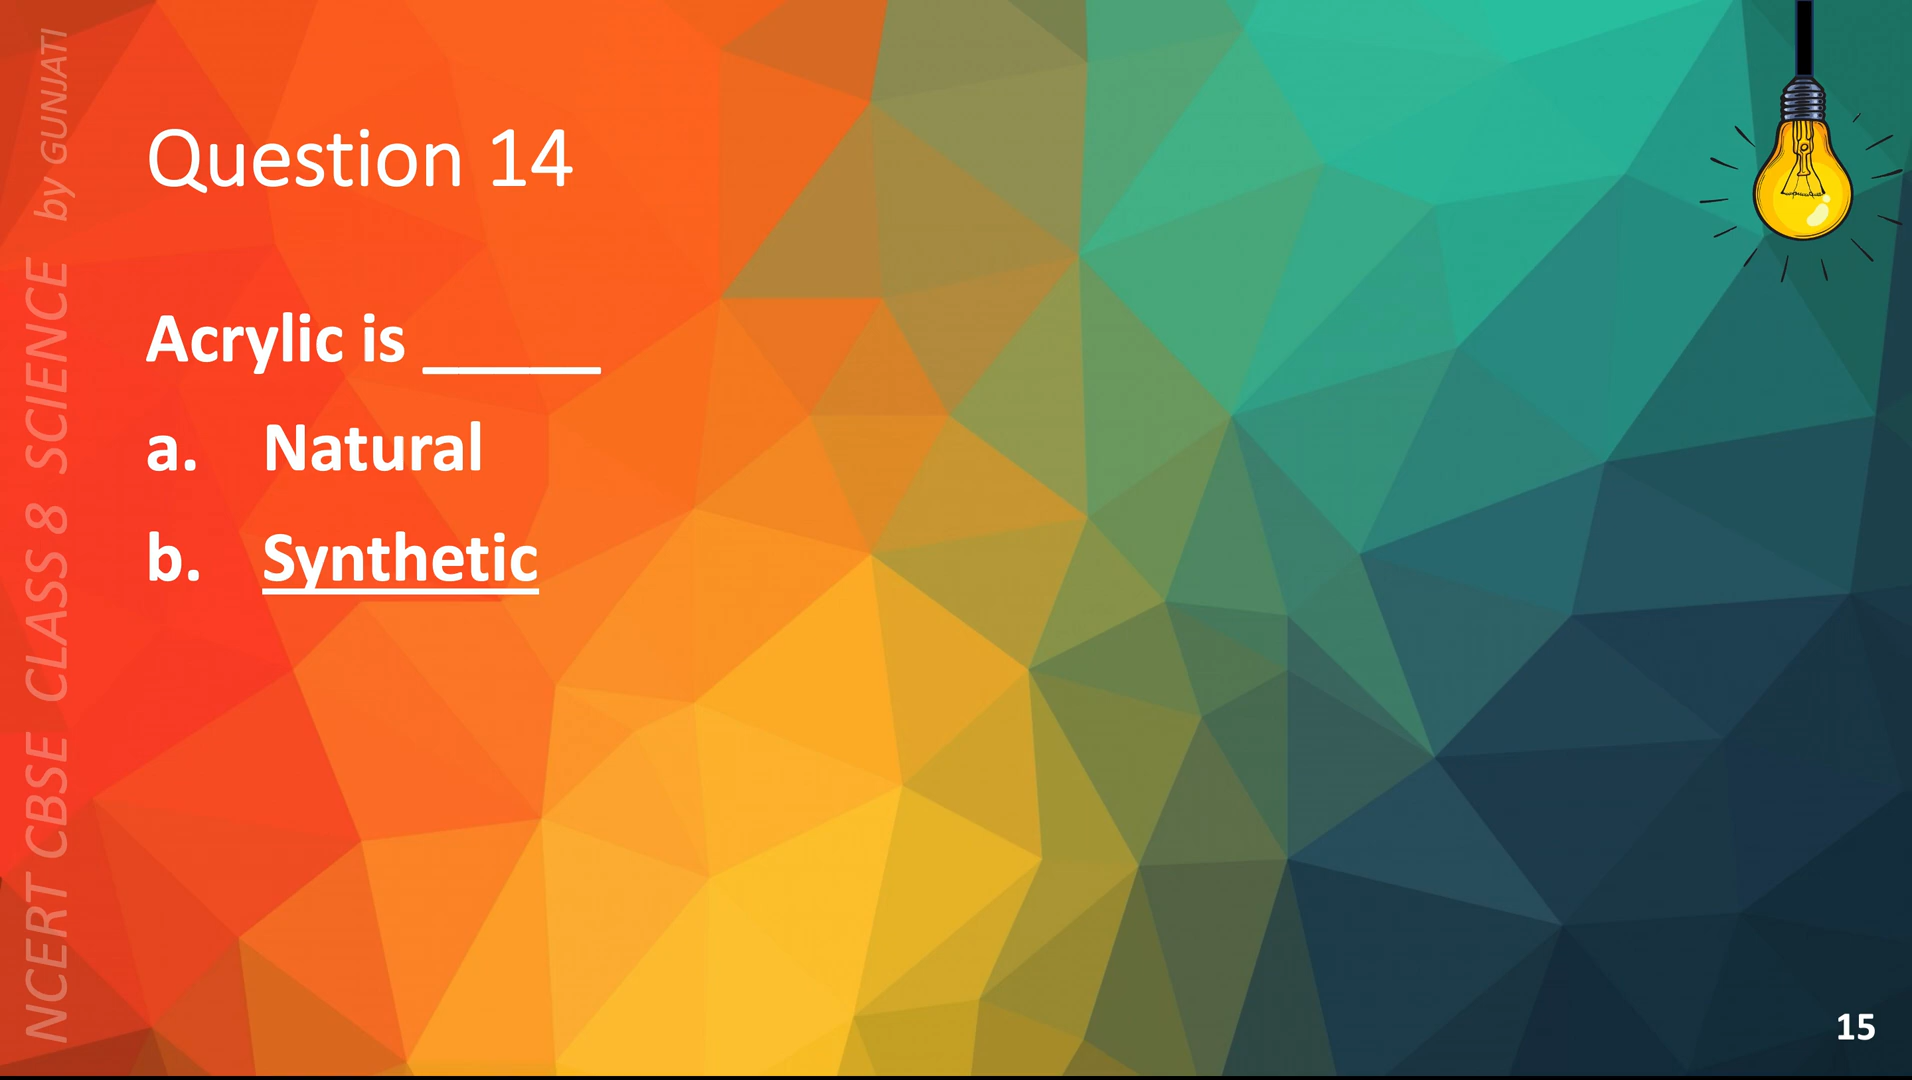 NCERT CBSE CLASS 8 SCIENCE by GUNJATI
Question 14
Acrylic is ______
a. Natural
b. Synthetic
15